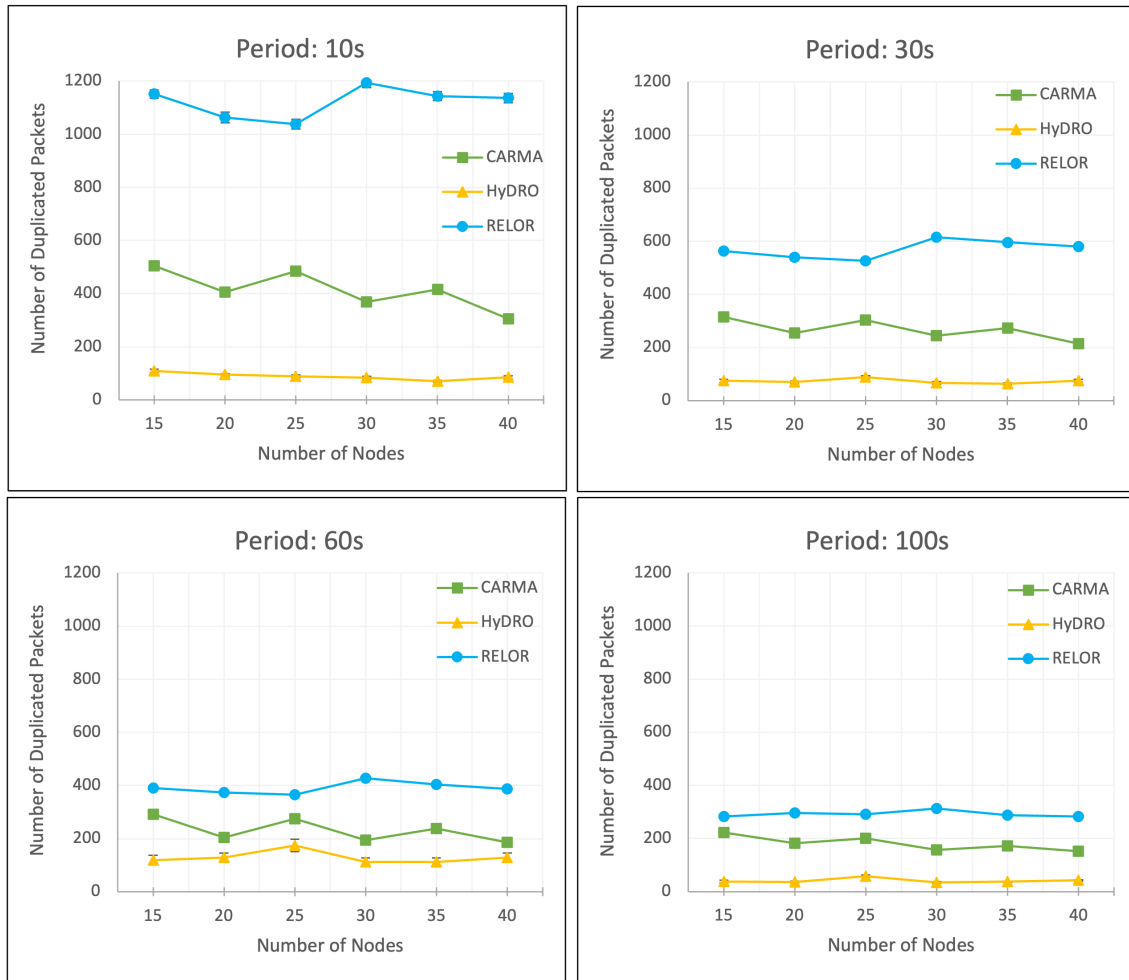 Period: 10s
Number of Duplicated Packets
1200
1000
800
600
400
200
0
CARMA
HyDRO
RELOR
15 20 25 30 35 40
Number of Nodes
Period: 30s
Number of Duplicated Packets
1200
1000
800
600
400
200
0
CARMA
HyDRO
RELOR
15 20 25 30 35 40
Number of Nodes
Period: 60s
Number of Duplicated Packets
1200
1000
800
600
400
200
0
CARMA
HyDRO
RELOR
15 20 25 30 35 40
Number of Nodes
Period: 100s
Number of Duplicated Packets
1200
1000
800
600
400
200
0
CARMA
HyDRO
RELOR
15 20 25 30 35 40
Number of Nodes